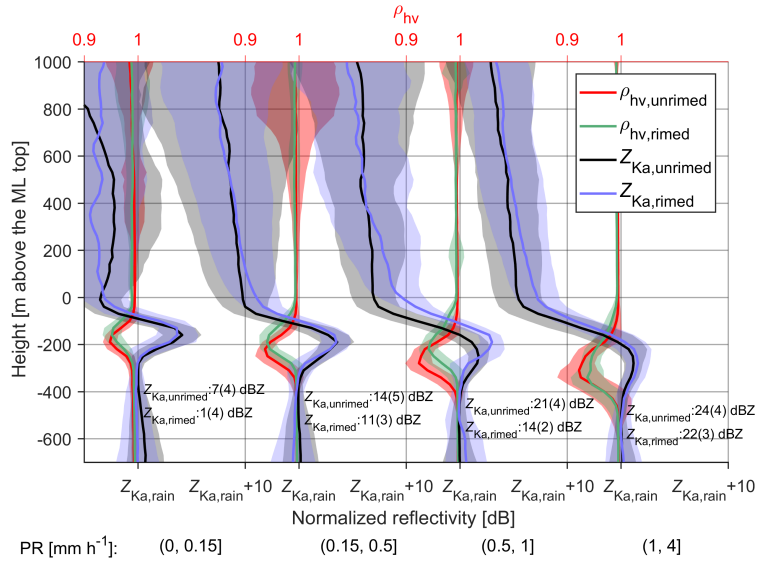 ρhv
0.9 1 0.9 1 0.9 1 0.9 1
1000
800
600
400
200
0
-200
-400
-600
Height [m above the ML top]
ρhv,unrimed
ρhv,rimed
ZKa,unrimed
ZKa,rimed
ZKa,unrimed:7(4) dBZ
ZKa,rimed:1(4) dBZ
ZKa,unrimed:14(5) dBZ
ZKa,rimed:11(3) dBZ
ZKa,unrimed:21(4) dBZ
ZKa,rimed:14(2) dBZ
ZKa,unrimed:24(4) dBZ
ZKa,rimed:22(3) dBZ
ZKa,rain ZKa,rain+10 ZKa,rain ZKa,rain+10 ZKa,rain ZKa,rain+10 ZKa,rain ZKa,rain+10
Normalized reflectivity [dB]
PR [mm h-1]: (0, 0.15] (0.15, 0.5] (0.5, 1] (1, 4]